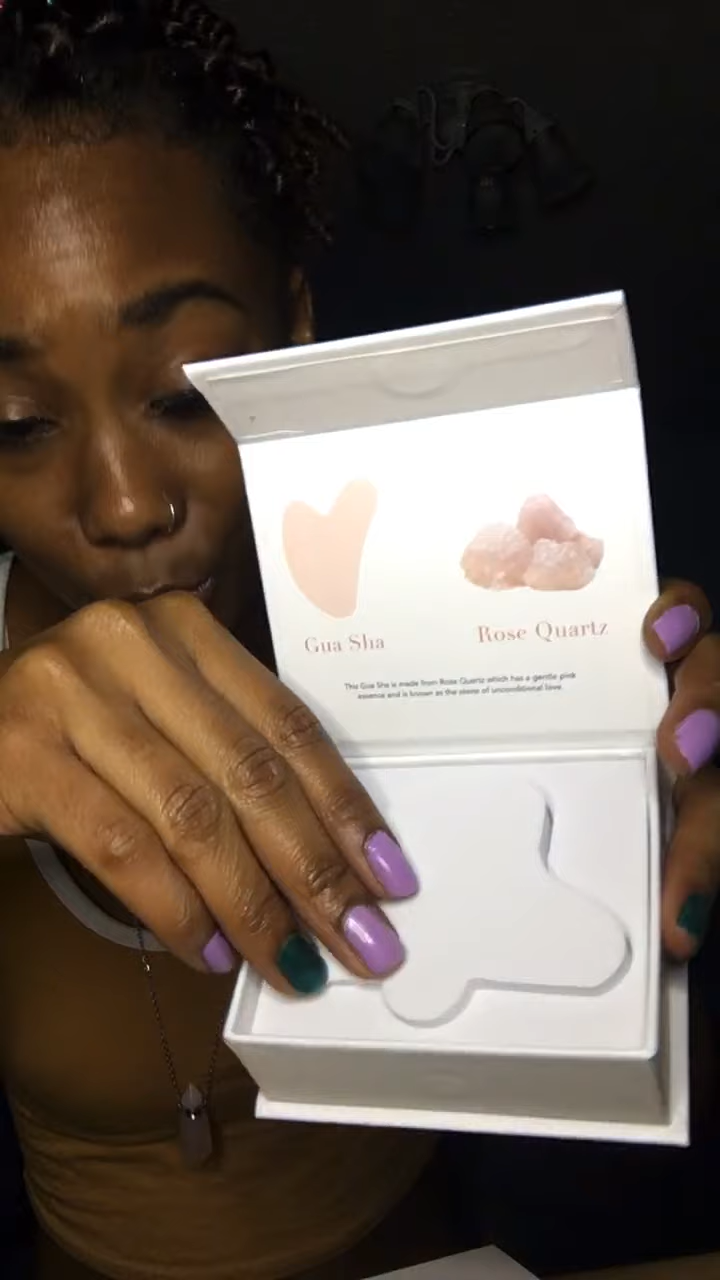 Gua Sha
Rose Quartz
This Gua Sha is made from Rose Quartz which has a gentle pink
essence and is known as the stone of unconditional love.